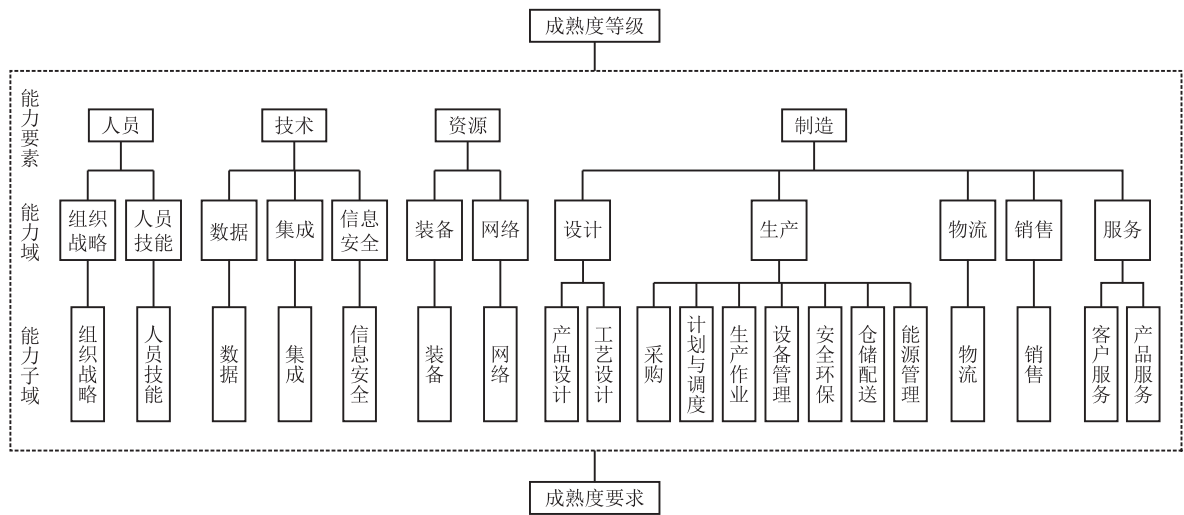 成熟度等级
能力要素
人员
技术
资源
制造
能力域
组织
战略
人员
技能
数据
集成
信息
安全
装备
网络
设计
生产
物流
销售
服务
能力子域
组织战略
人员技能
数据
集成
信息安全
装备
网络
产品设计
工艺设计
采购
计划与调度
生产作业
设备管理
安全环保
仓储配送
能源管理
物流
销售
客户服务
产品服务
成熟度要求